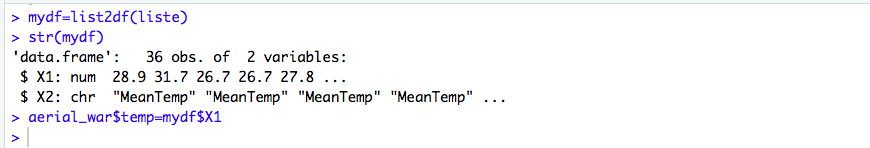 > mydf=list2df(liste)
> str(mydf)
'data.frame':   36 obs. of  2 variables:
 $ X1: num  28.9 31.7 26.7 26.7 27.8 ...
 $ X2: chr  "MeanTemp" "MeanTemp" "MeanTemp" "MeanTemp" ...
> aerial_war$temp=mydf$X1
>